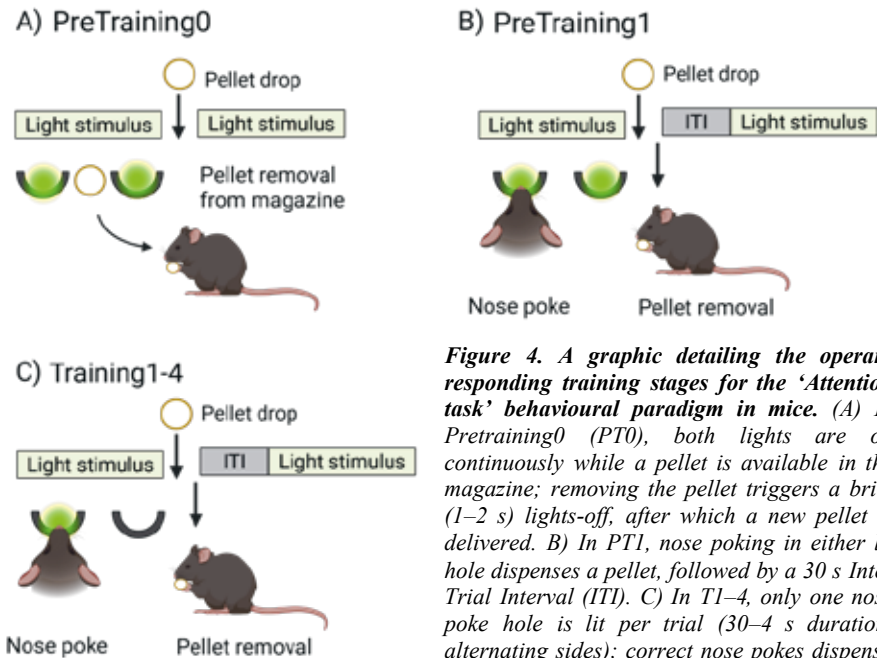 A) PreTraining0
Pellet drop
Light stimulus
Light stimulus
Pellet removal
from magazine
B) PreTraining1
Pellet drop
Light stimulus
ITI
Light stimulus
Nose poke
Pellet removal
C) Training1-4
Pellet drop
Light stimulus
ITI
Light stimulus
Nose poke
Pellet removal
Figure 4. A graphic detailing the operan
responding training stages for the ‘Attentio
task’ behavioural paradigm in mice. (A) I
Pretraining0 (PT0), both lights are o
continuously while a pellet is available in th
magazine; removing the pellet triggers a bri
(1–2 s) lights-off, after which a new pellet
delivered. B) In PT1, nose poking in either l
hole dispenses a pellet, followed by a 30 s Inte
Trial Interval (ITI). C) In T1–4, only one nos
poke hole is lit per trial (30–4 s duration
alternating sides); correct nose pokes dispens